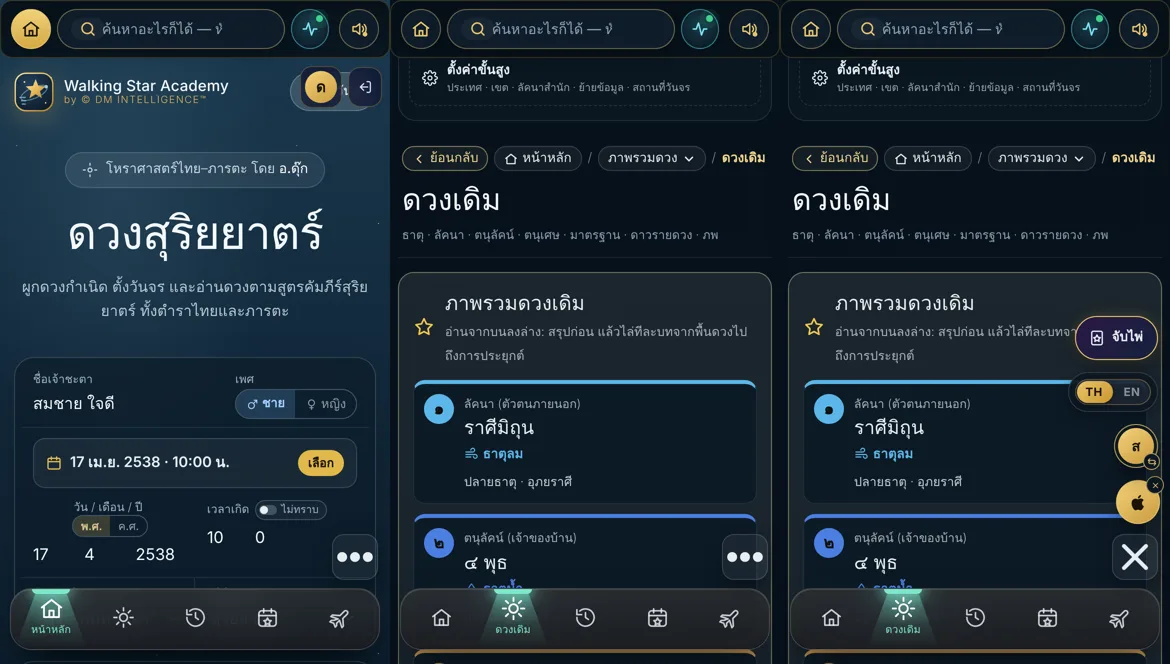 ค้นหาอะไรก็ได้ —
Walking Star Academy
by © DM INTELLIGENCE™
ด
โหราศาสตร์ไทย–ภารตะ โดย อ.ตุ๊ก
ดวงสุริยยาตร์
ผูกดวงกำเนิด ตั้งวันจร และอ่านดวงตามสูตรคัมภีร์สุริย
ยาตร์ ทั้งตำราไทยและภารตะ
ชื่อเจ้าชะตา
เพศ
สมชาย ใจดี
ชาย
หญิง
17 เม.ย. 2538 · 10:00 น.
เลือก
วัน / เดือน / ปี
พ.ศ.
ค.ศ.
เวลาเกิด
ไม่ทราบ
17 4 2538
10 0
หน้าหลัก
ค้นหาอะไรก็ได้ —
ตั้งค่าขั้นสูง
ประเทศ · เขต · ลัคนาสำนัก · ย้ายข้อมูล · สถานที่วันจร
ย้อนกลับ
หน้าหลัก
/
ภาพรวมดวง
/ ดวงเดิม
ดวงเดิม
ธาตุ · ลัคนา · ตนุลัคน์ · ตนุเศษ · มาตรฐาน · ดาวรายดวง · ภพ
ภาพรวมดวงเดิม
อ่านจากบนลงล่าง: สรุปก่อน แล้วไล่ทีละบทจากพื้นดวงไป
ถึงการประยุกต์
๑
ลัคนา (ตัวตนภายนอก)
ราศีมิถุน
ธาตุลม
ปลายธาตุ · อุภยราศี
๒
ตนุลัคน์ (เจ้าของบ้าน)
๔ พุธ
ธาตุน้ำ
ดวงเดิม
ค้นหาอะไรก็ได้ —
ตั้งค่าขั้นสูง
ประเทศ · เขต · ลัคนาสำนัก · ย้ายข้อมูล · สถานที่วันจร
ย้อนกลับ
หน้าหลัก
/
ภาพรวมดวง
/ ดวงเดิม
ดวงเดิม
ธาตุ · ลัคนา · ตนุลัคน์ · ตนุเศษ · มาตรฐาน · ดาวรายดวง · ภพ
ภาพรวมดวงเดิม
อ่านจากบนลงล่าง: สรุปก่อน แล้วไล่ทีละบทจา
ถึงการประยุกต์
จับไพ่
TH EN
ส
๑
ลัคนา (ตัวตนภายนอก)
ราศีมิถุน
ธาตุลม
ปลายธาตุ · อุภยราศี
๒
ตนุลัคน์ (เจ้าของบ้าน)
๔ พุธ
ธาตุน้ำ
ดวงเดิม